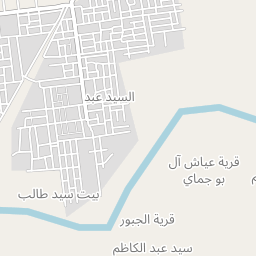 السيد عبد
قرية عياش آل
بو جماي
بيت سيد طالب
قرية الجبور
سيد عبد الكاظم